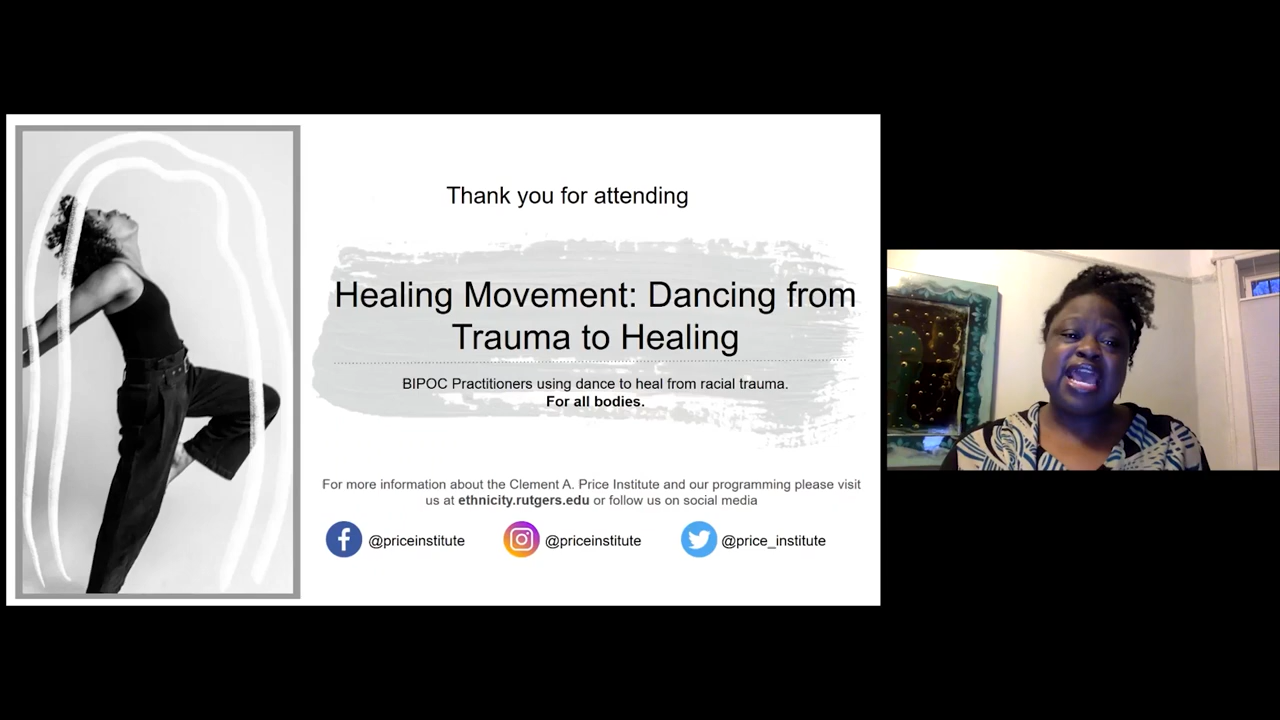 Thank you for attending
Healing Movement: Dancing from
Trauma to Healing
BIPOC Practitioners using dance to heal from racial trauma.
For all bodies.
For more information about the Clement A. Price Institute and our programming please visit
us at ethnicity.rutgers.edu or follow us on social media
@priceinstitute
@priceinstitute
@price_institute